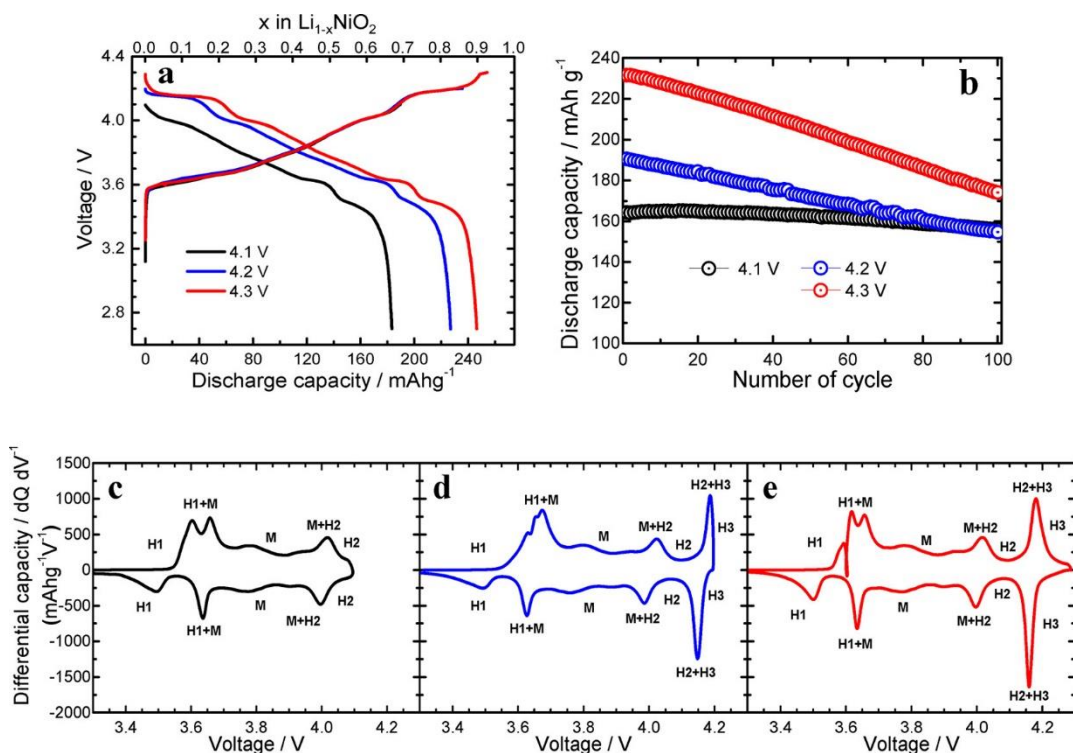 x in Li1-xNiO2
0.0 0.1 0.2 0.3 0.4 0.5 0.6 0.7 0.8 0.9 1.0
a
4.4
4.0
3.6
3.2
2.8
Voltage / V
4.1 V
4.2 V
4.3 V
0 40 80 120 160 200 240
Discharge capacity / mAhg-1
b
240
230
220
210
200
190
180
170
160
150
140
130
120
110
100
Discharge capacity / mAh g-1
4.1 V
4.2 V
4.3 V
0 20 40 60 80 100
Number of cycle
Differential capacity / dQ dV-1
(mAhg-1V-1)
1500
1000
500
0
-500
-1000
-1500
-2000
c
H1
H1+M
M
M+H2
H2
H1
H1+M
M
M+H2
H2
3.4 3.6 3.8 4.0
Voltage / V
d
H1
H1+M
M
M+H2
H2
H2+H3
H3
H1
H1+M
M
M+H2
H2
H3
H2+H3
3.4 3.6 3.8 4.0 4.2
Voltage / V
e
H1
H1+M
M
M+H2
H2
H2+H3
H3
H1
H1+M
M
M+H2
H2
H3
H2+H3
3.4 3.6 3.8 4.0 4.2
Voltage / V